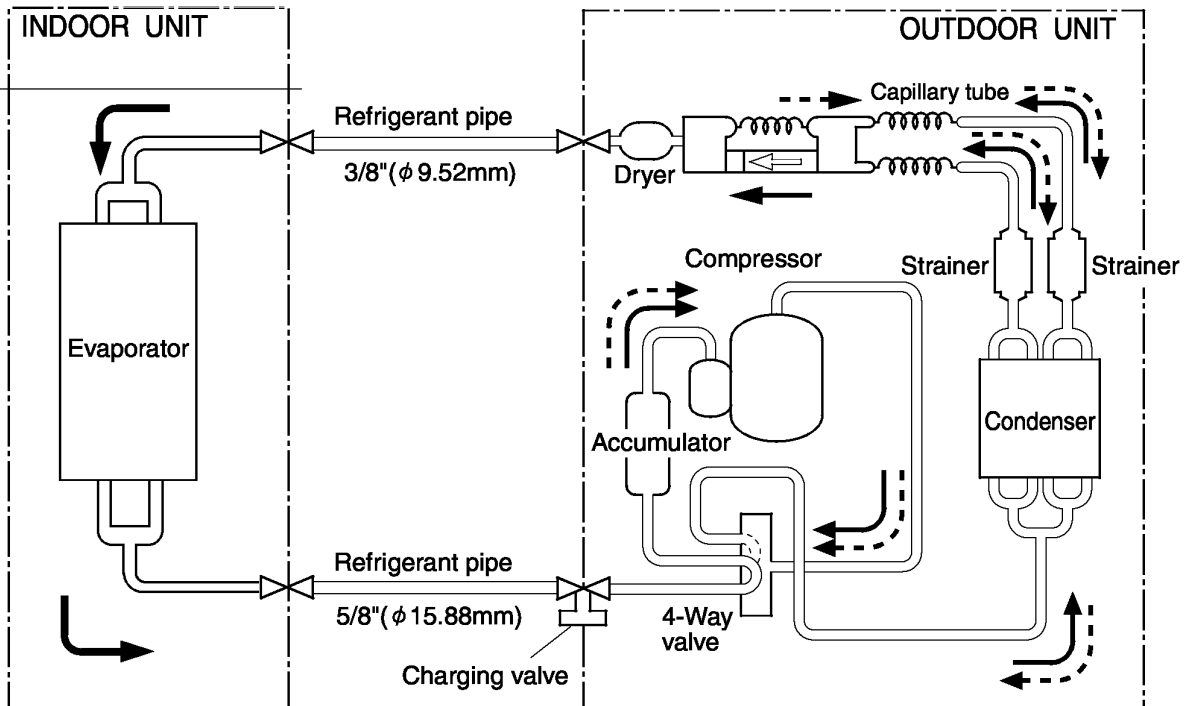 INDOOR UNIT
OUTDOOR UNIT
Refrigerant pipe
3/8"(ϕ9.52mm)
Dryer
Capillary tube
Compressor
Strainer
Strainer
Evaporator
Accumulator
Condenser
Refrigerant pipe
5/8"(ϕ15.88mm)
4-Way
valve
Charging valve